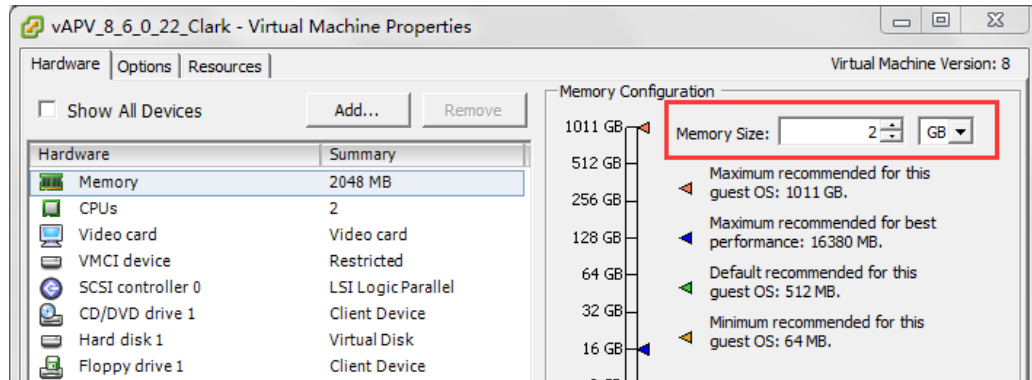 vAPV_8_6_0_22_Clark - Virtual Machine Properties
Hardware Options Resources Virtual Machine Version: 8
Show All Devices Add... Remove
Hardware Summary
Memory 2048 MB
CPUs 2
Video card Video card
VMCI device Restricted
SCSI controller 0 LSI Logic Parallel
CD/DVD drive 1 Client Device
Hard disk 1 Virtual Disk
Floppy drive 1 Client Device
Memory Configuration
1011 GB
512 GB
256 GB
128 GB
64 GB
32 GB
16 GB
Memory Size: 2 GB
Maximum recommended for this
guest OS: 1011 GB.
Maximum recommended for best
performance: 16380 MB.
Default recommended for this
guest OS: 512 MB.
Minimum recommended for this
guest OS: 64 MB.